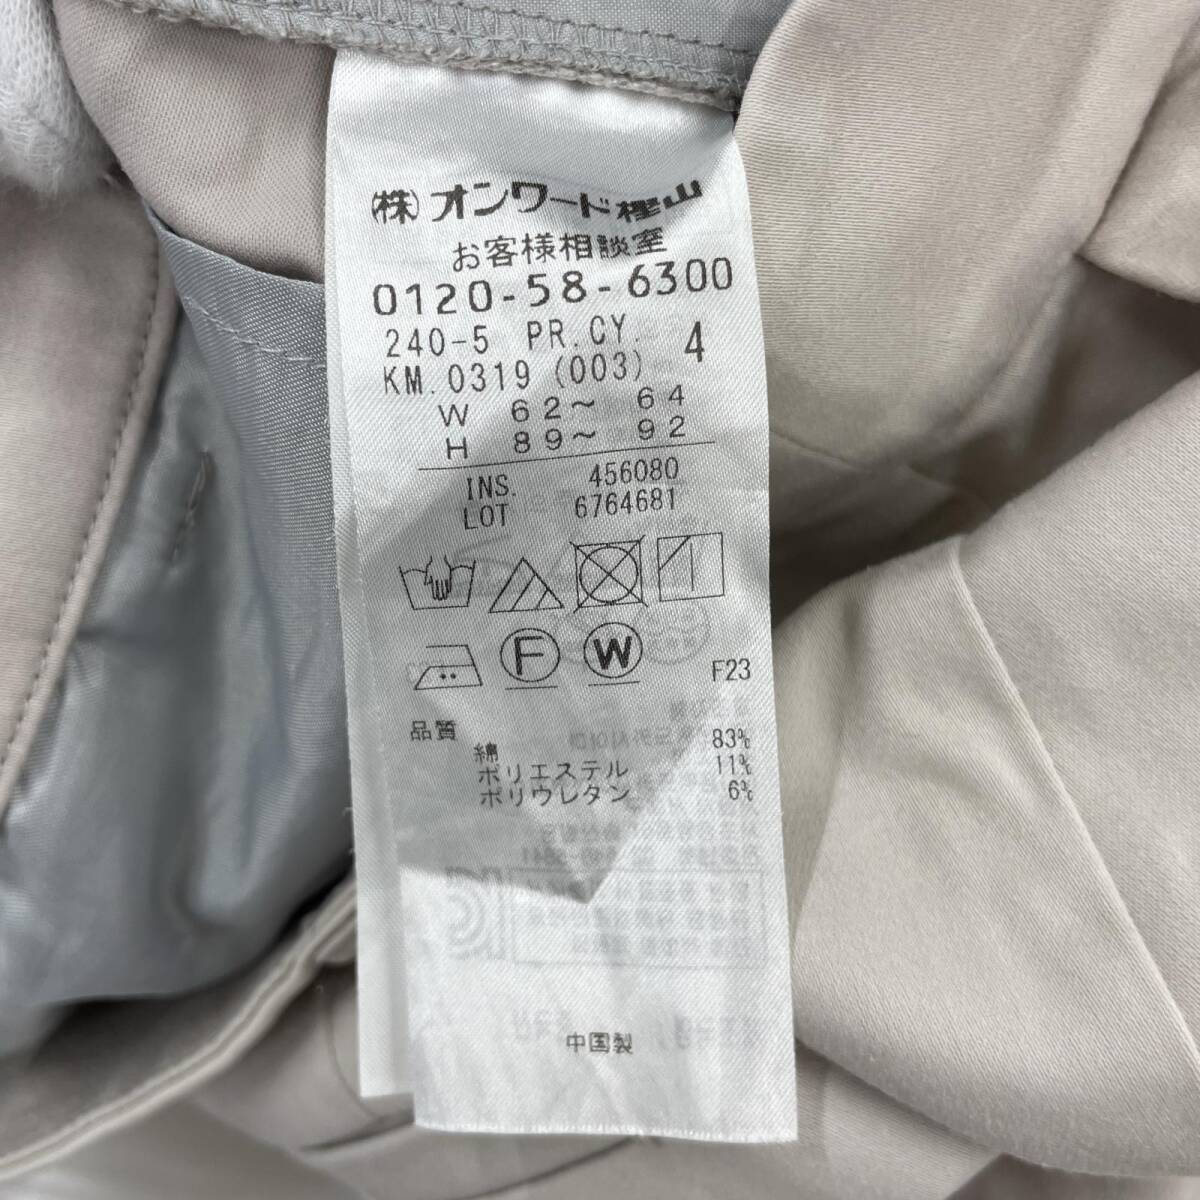 (株)オンワード樫山
お客様相談室
0120-58-6300
240-5 PR.CY. 4
KM.0319 (003)
W 62〜 64
H 89〜 92
INS. 456080
LOT 6764681
F W
F23
品質
綿 83%
ポリエステル 11%
ポリウレタン 6%
中国製